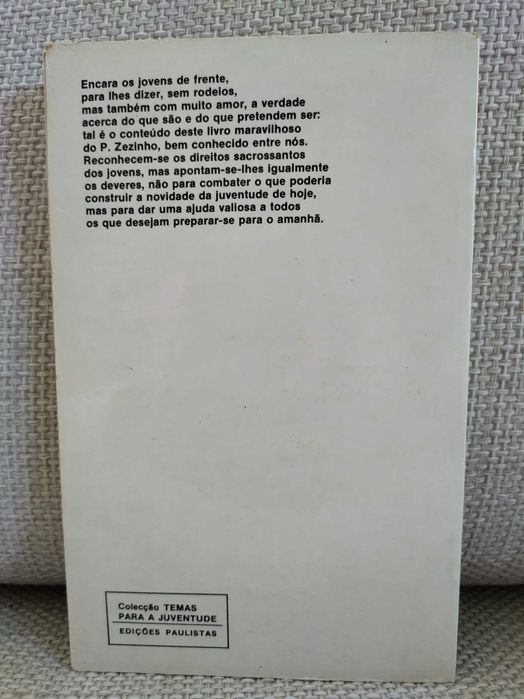 Encara os jovens de frente,
para lhes dizer, sem rodeios,
mas também com muito amor, a verdade
acerca do que são e do que pretendem ser:
tal é o conteúdo deste livro maravilhoso
do P. Zezinho, bem conhecido entre nós.
Reconhecem-se os direitos sacrossantos
dos jovens, mas apontam-se-lhes igualmente
os deveres, não para combater o que poderia
construir a novidade da juventude de hoje,
mas para dar uma ajuda valiosa a todos
os que desejam preparar-se para o amanhã.
Colecção TEMAS
PARA A JUVENTUDE
EDIÇÕES PAULISTAS